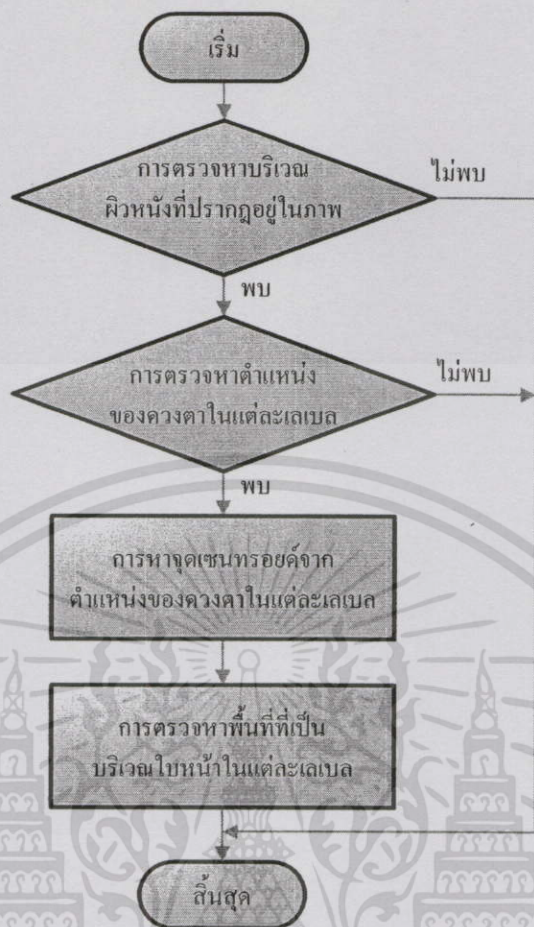 เริ่ม
การตรวจหาบริเวณ
ผิวหนังที่ปรากฏอยู่ในภาพ
ไม่พบ
พบ
การตรวจหาตำแหน่ง
ของดวงตาในแต่ละเลเบล
ไม่พบ
พบ
การหาจุดเซนทรอยด์จาก
ตำแหน่งของดวงตาในแต่ละเลเบล
การตรวจหาพื้นที่ที่เป็น
บริเวณใบหน้าในแต่ละเลเบล
สิ้นสุด